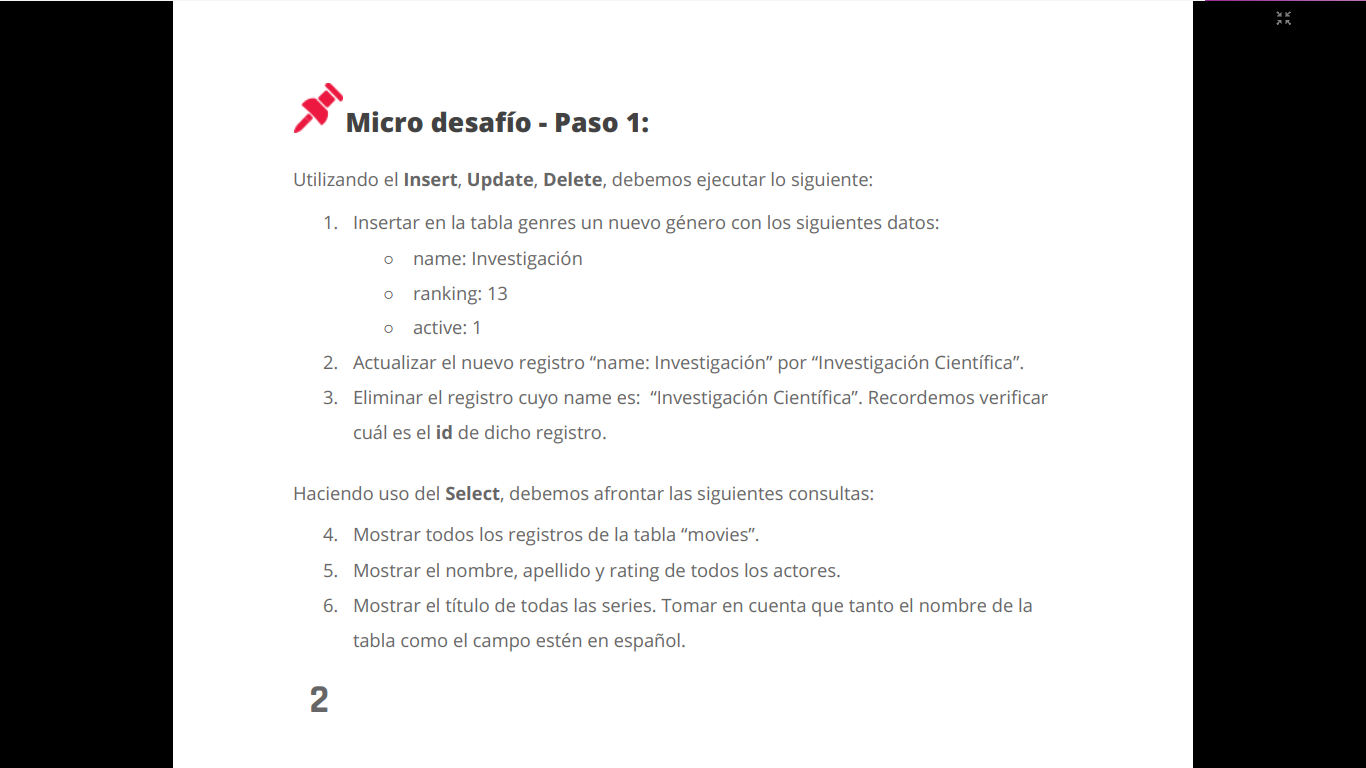 Micro desafío - Paso 1:
Utilizando el Insert, Update, Delete, debemos ejecutar lo siguiente:
1. Insertar en la tabla genres un nuevo género con los siguientes datos:
○ name: Investigación
○ ranking: 13
○ active: 1
2. Actualizar el nuevo registro “name: Investigación” por “Investigación Científica”.
3. Eliminar el registro cuyo name es:  “Investigación Científica”. Recordemos verificar
cuál es el id de dicho registro.
Haciendo uso del Select, debemos afrontar las siguientes consultas:
4. Mostrar todos los registros de la tabla “movies”.
5. Mostrar el nombre, apellido y rating de todos los actores.
6. Mostrar el título de todas las series. Tomar en cuenta que tanto el nombre de la
tabla como el campo estén en español.
2